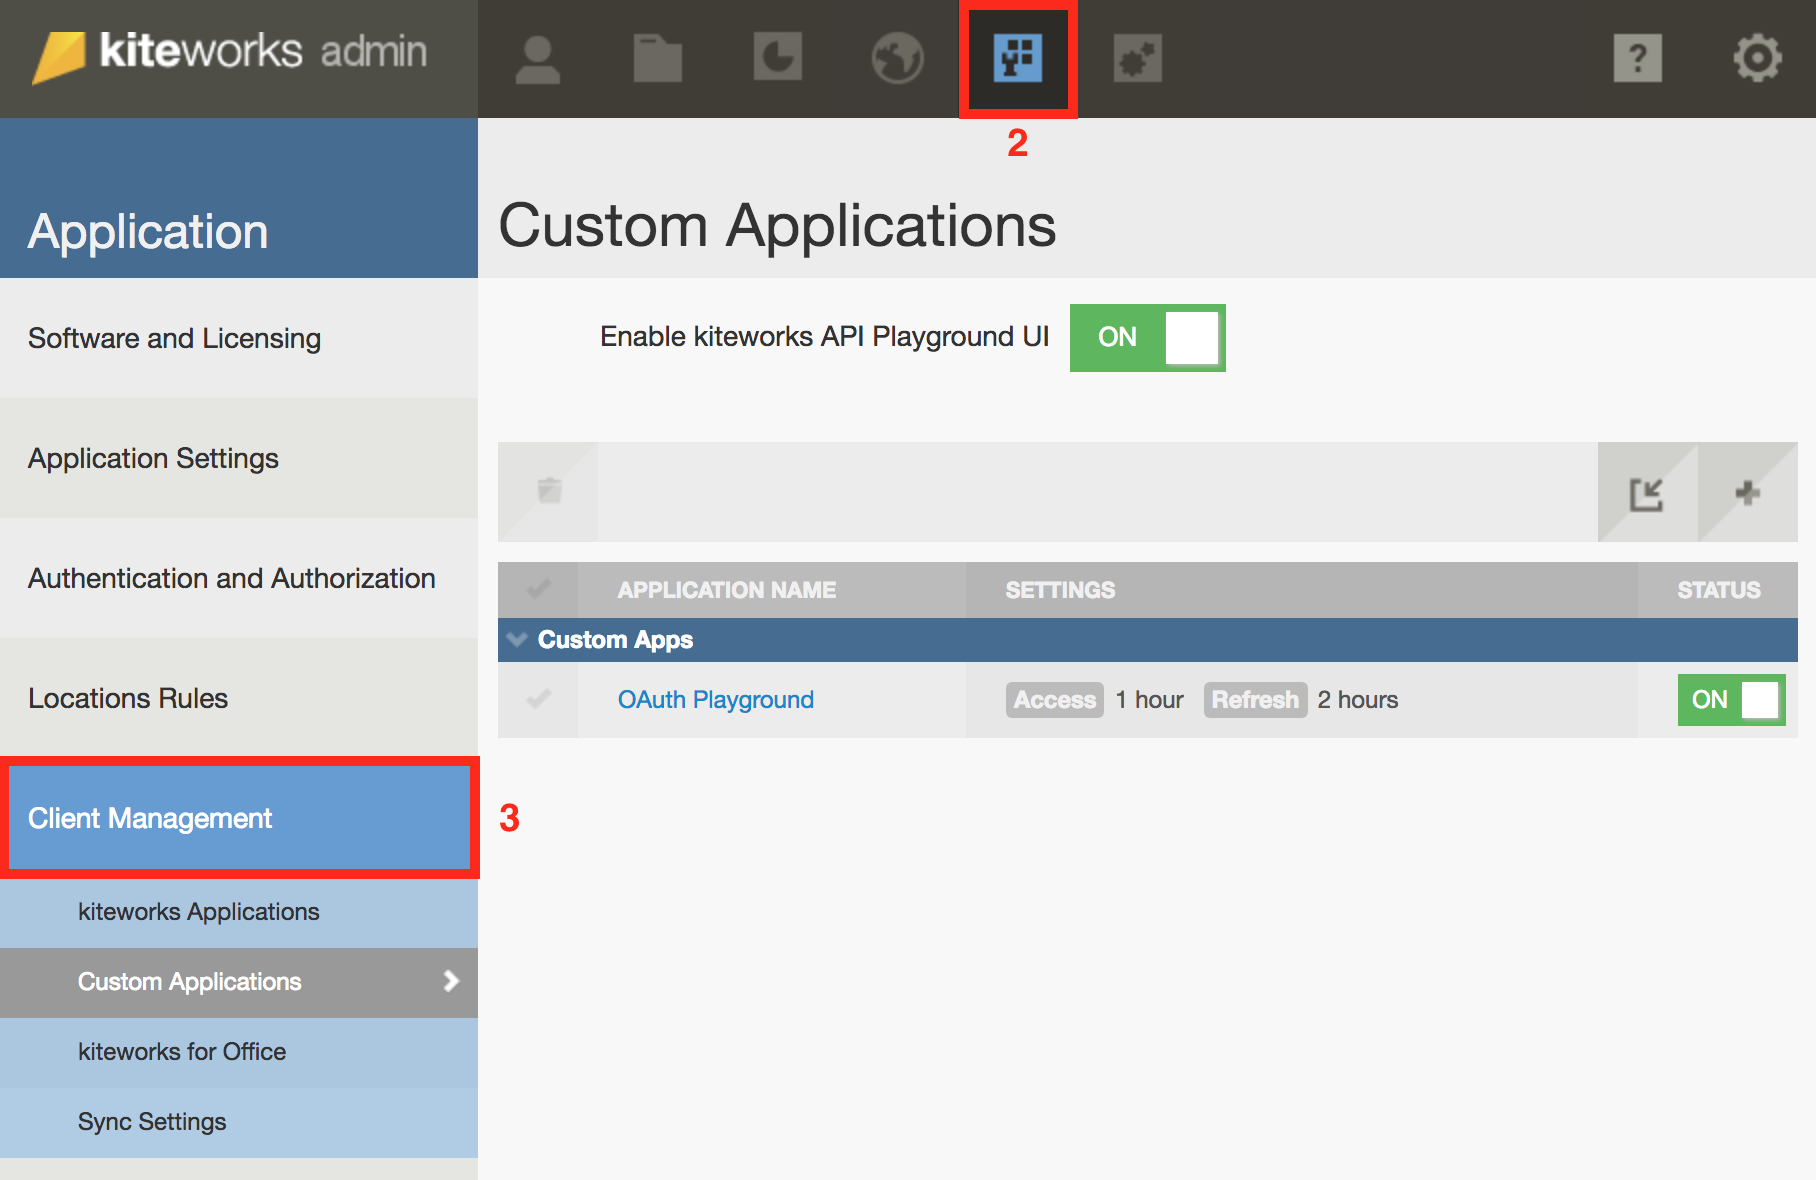 kiteworks admin
?
2
Application
Custom Applications
Software and Licensing
Enable kiteworks API Playground UI ON
Application Settings
Authentication and Authorization
APPLICATION NAME SETTINGS STATUS
Custom Apps
Locations Rules
OAuth Playground Access 1 hour Refresh 2 hours ON
Client Management
3
kiteworks Applications
Custom Applications
kiteworks for Office
Sync Settings